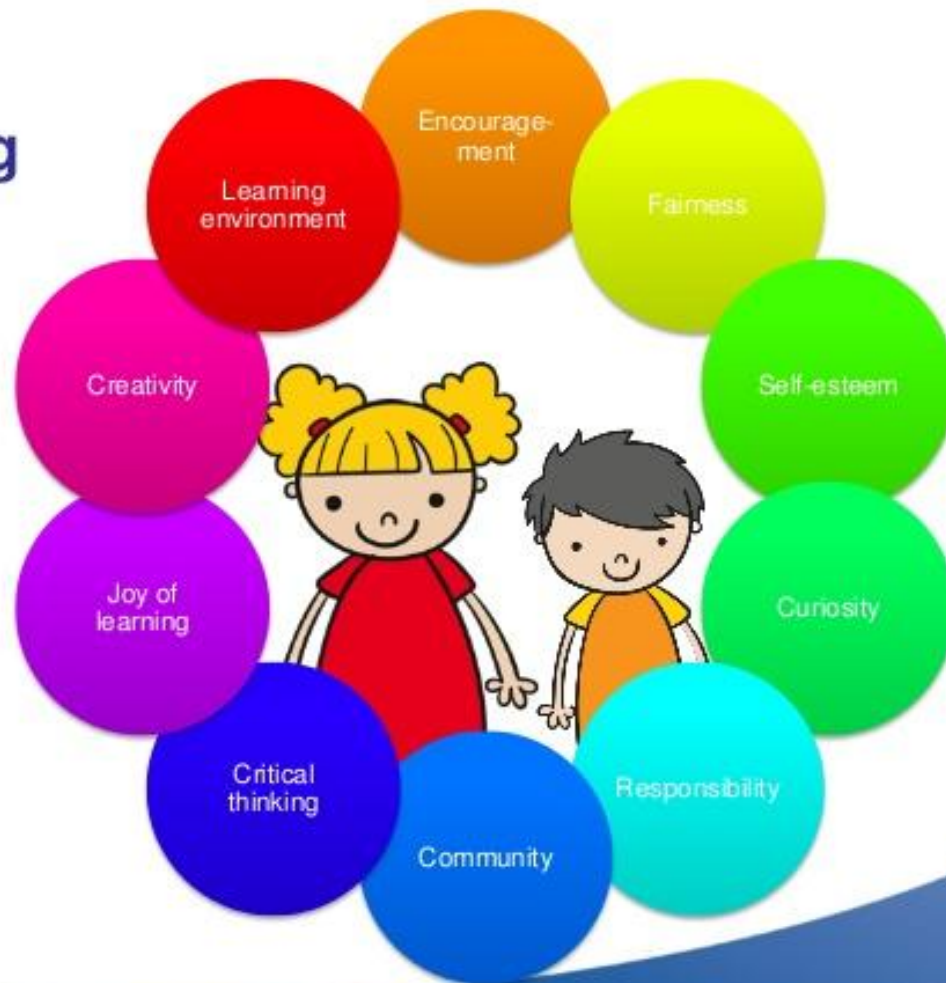 g
Encourage-
ment
Fairness
Self-esteem
Curiosity
Responsibility
Community
Critical
thinking
Joy of
learning
Creativity
Learning
environment